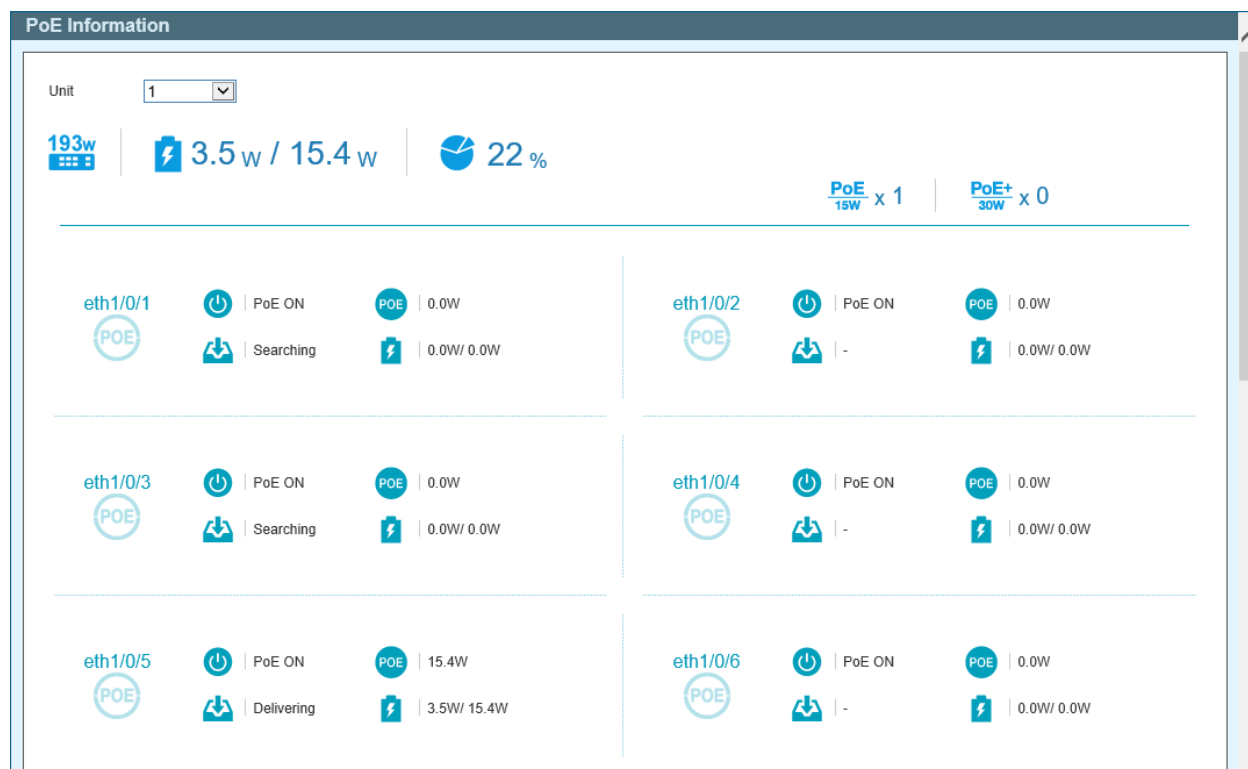 PoE Information
Unit 1
193w 3.5 w / 15.4 w 22 %
PoE 15W x 1 PoE+ 30W x 0
eth1/0/1 PoE ON POE 0.0W
POE Searching 0.0W/ 0.0W
eth1/0/2 PoE ON POE 0.0W
POE - 0.0W/ 0.0W
eth1/0/3 PoE ON POE 0.0W
POE Searching 0.0W/ 0.0W
eth1/0/4 PoE ON POE 0.0W
POE - 0.0W/ 0.0W
eth1/0/5 PoE ON POE 15.4W
POE Delivering 3.5W/ 15.4W
eth1/0/6 PoE ON POE 0.0W
POE - 0.0W/ 0.0W